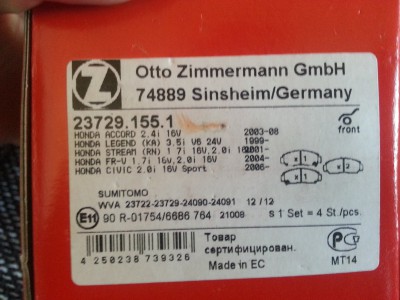 Z
Otto Zimmermann GmbH
74889 Sinsheim/Germany
23729.155.1
front
HONDA ACCORD 2.4i 16V 2003-08
HONDA LEGEND (KA) 3.5i V6 24V 1999-
HONDA STREAM (RN) 1.7i 16V,2.0i 16V 2001-
HONDA FR-V 1.7i 16V,2.0i 16V 2004-
HONDA CIVIC 2.0i 16V Sport 2006-
x 1
x 1
x 2
SUMITOMO
WVA 23722-23729-24090-24091 12 / 12
E11 90 R-01754/6686 764 21008 s 1 Set = 4 St./pcs.
4 250238 739326
Товар
сертифицирован.
Made in EC
MT14